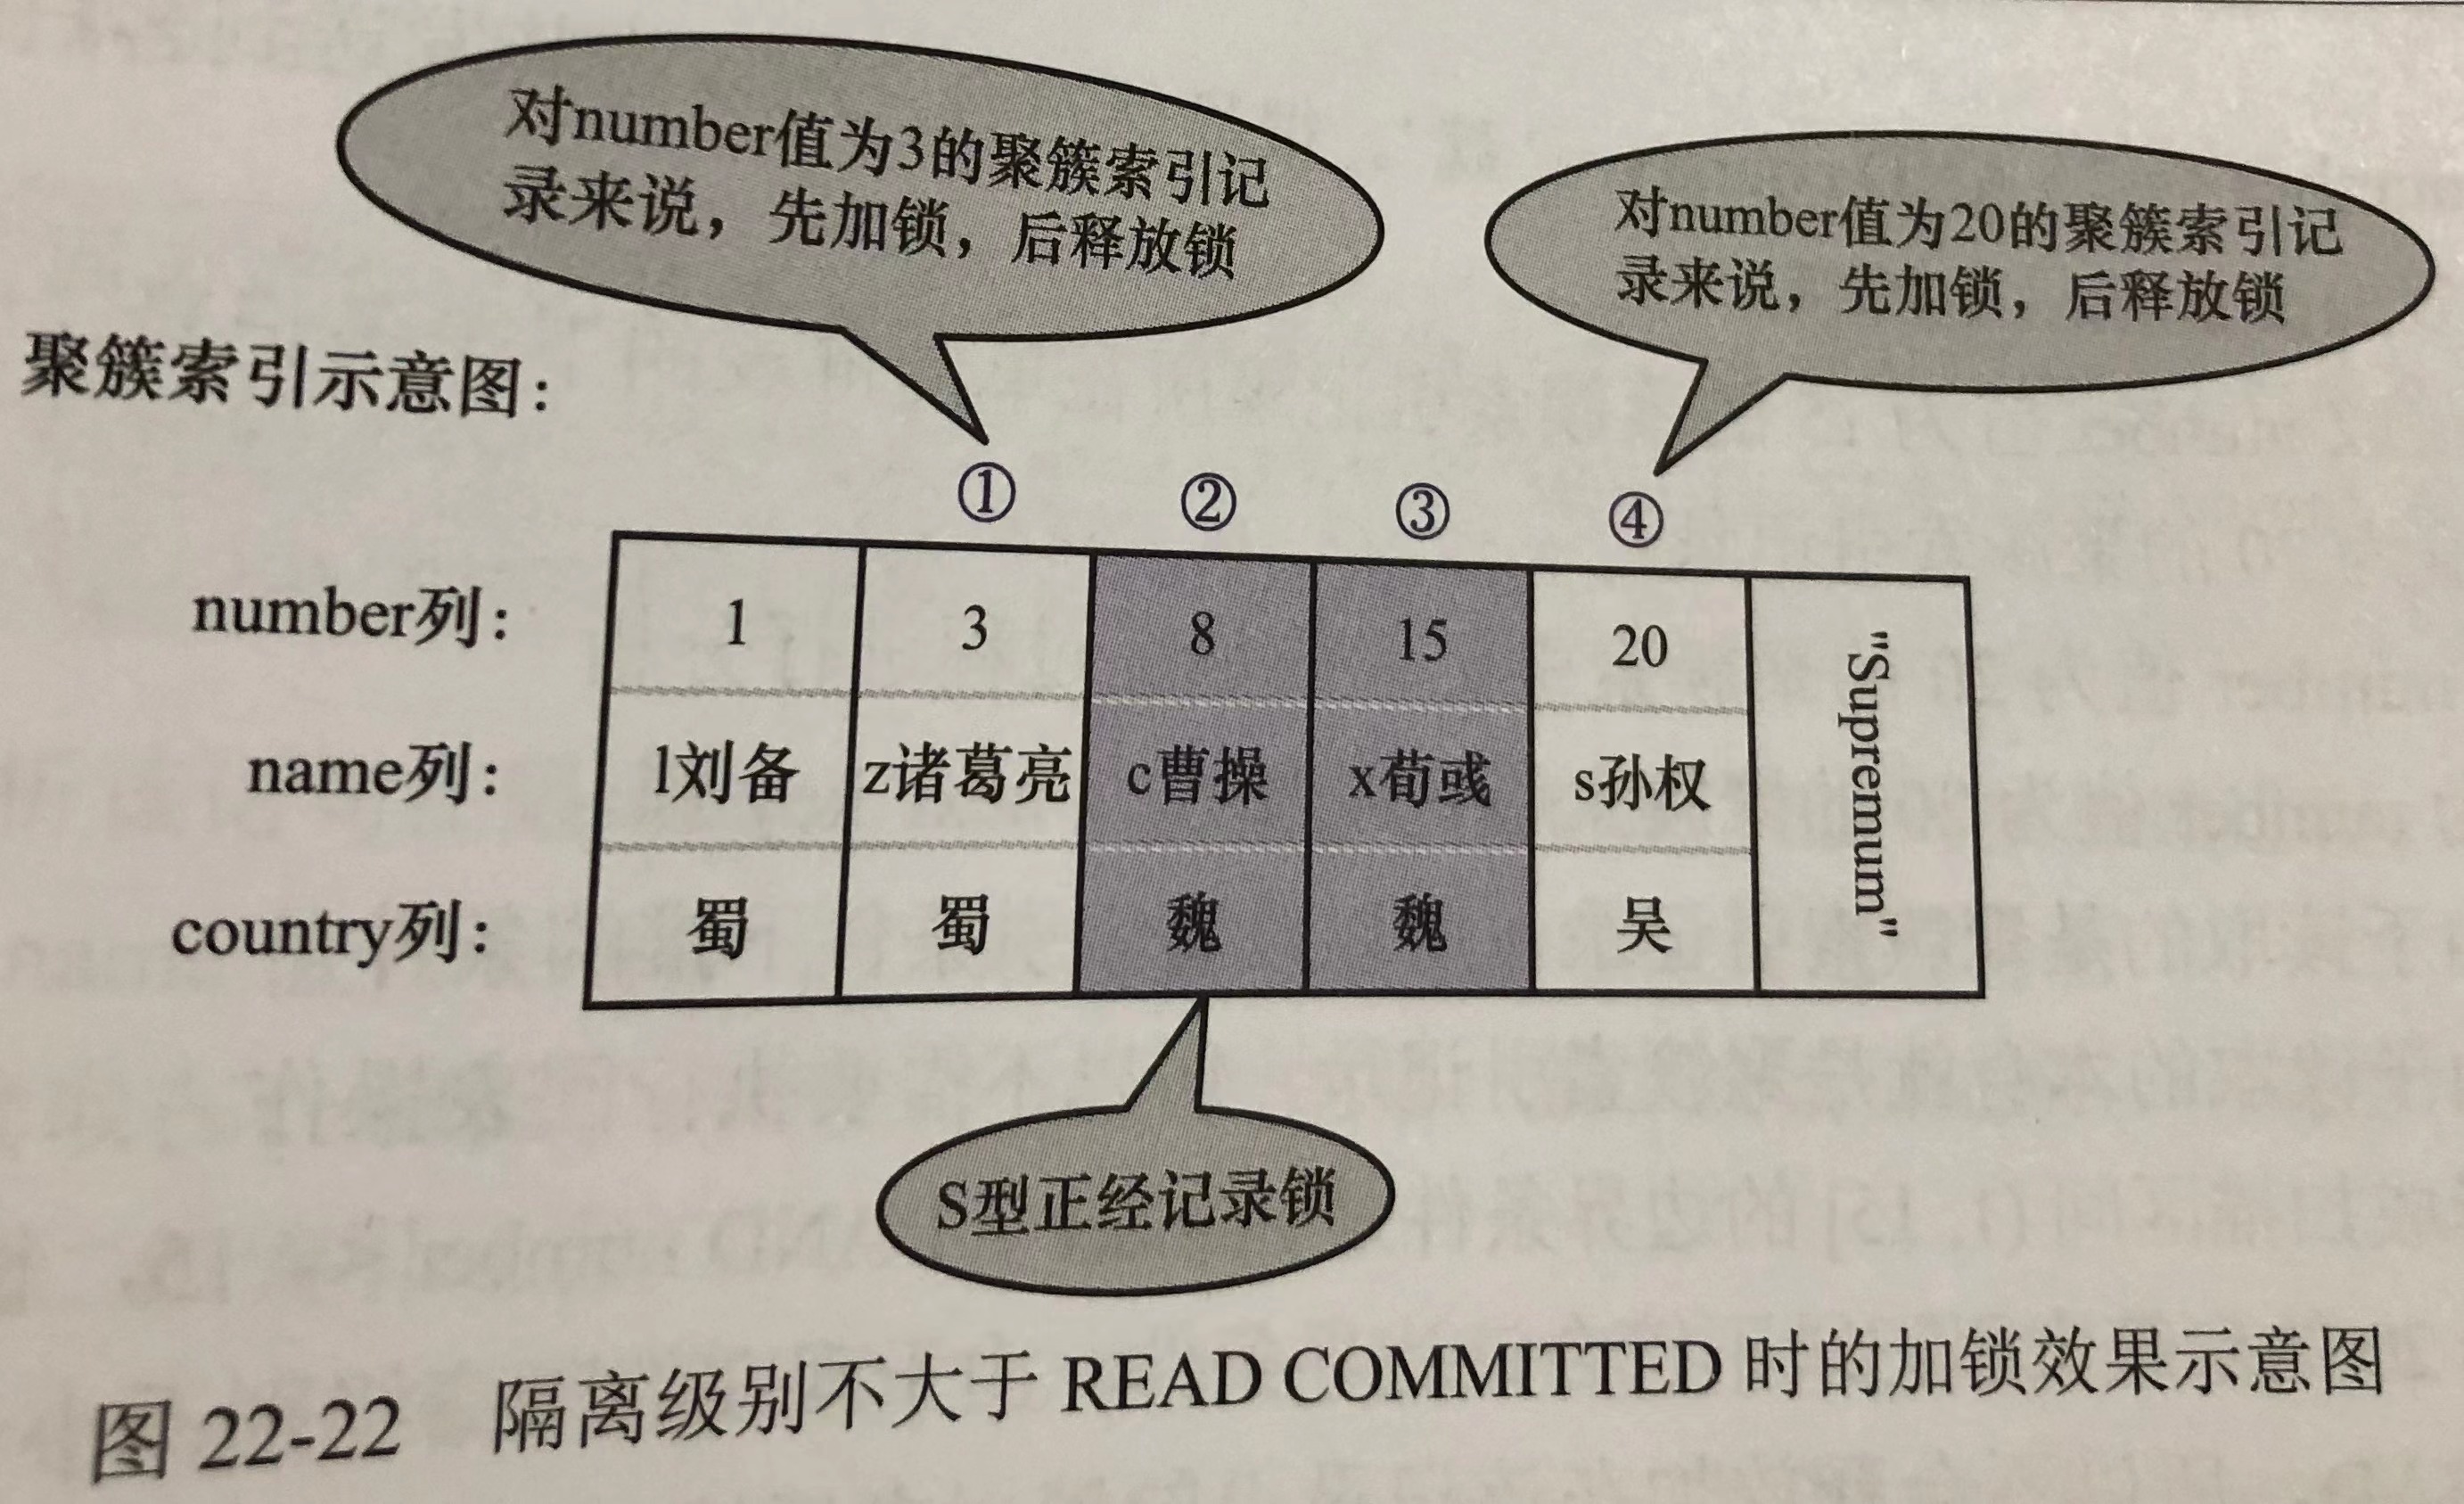 对number值为3的聚簇索引记
录来说，先加锁，后释放锁
对number值为20的聚簇索引记
录来说，先加锁，后释放锁
聚簇索引示意图：
① ② ③ ④
number列： 1 3 8 15 20 "Supremum"
name列： l刘备 z诸葛亮 c曹操 x荀彧 s孙权
country列： 蜀 蜀 魏 魏 吴
S型正经记录锁
图 22-22 隔离级别不大于 READ COMMITTED 时的加锁效果示意图